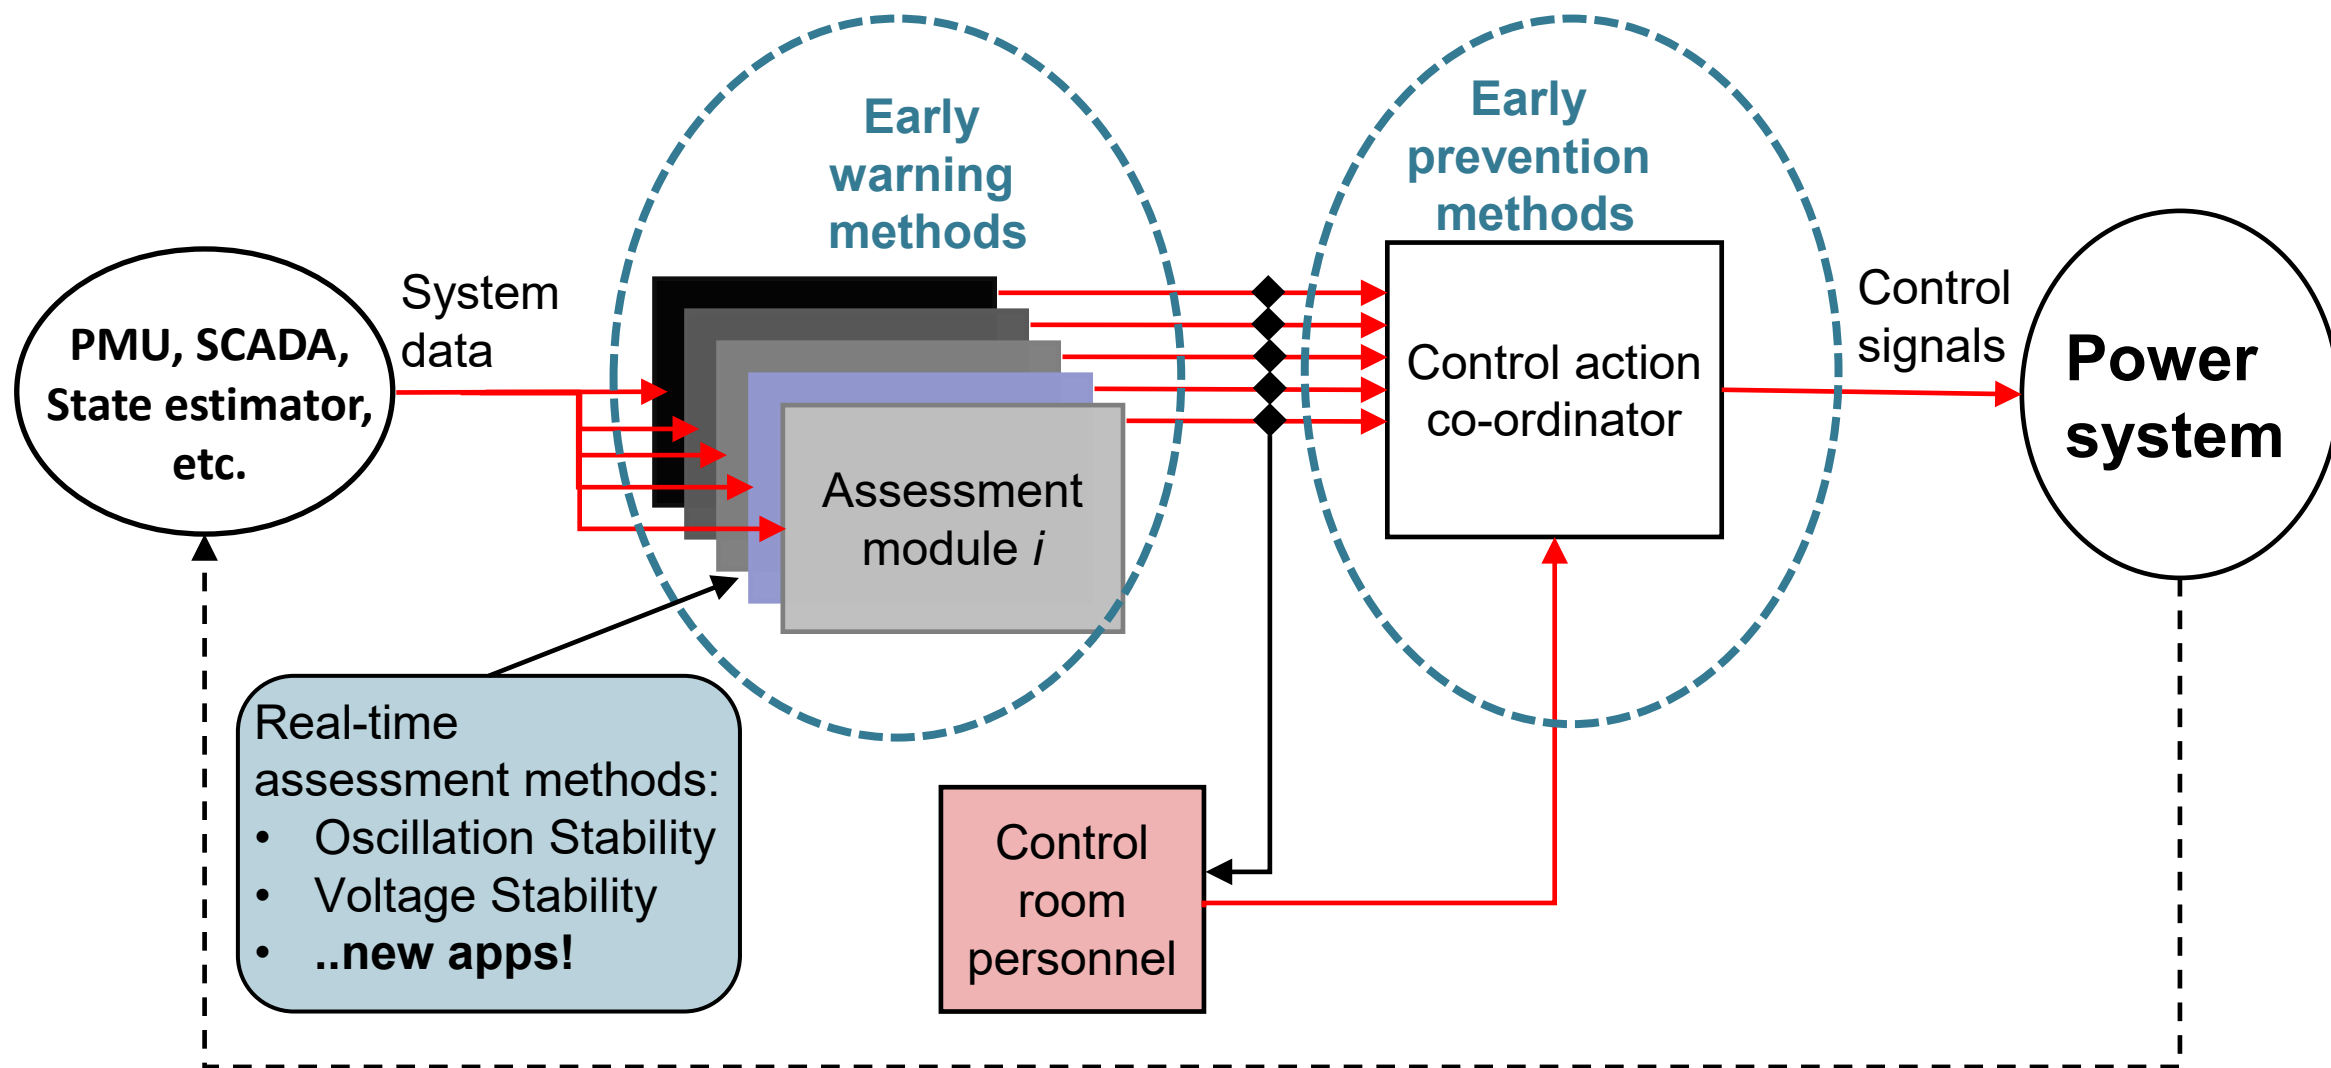 PMU, SCADA,
State estimator,
etc.
System
data
Early
warning
methods
Assessment
module i
Early
prevention
methods
Control action
co-ordinator
Control
signals
Power
system
Real-time
assessment methods:
• Oscillation Stability
• Voltage Stability
• ..new apps!
Control
room
personnel